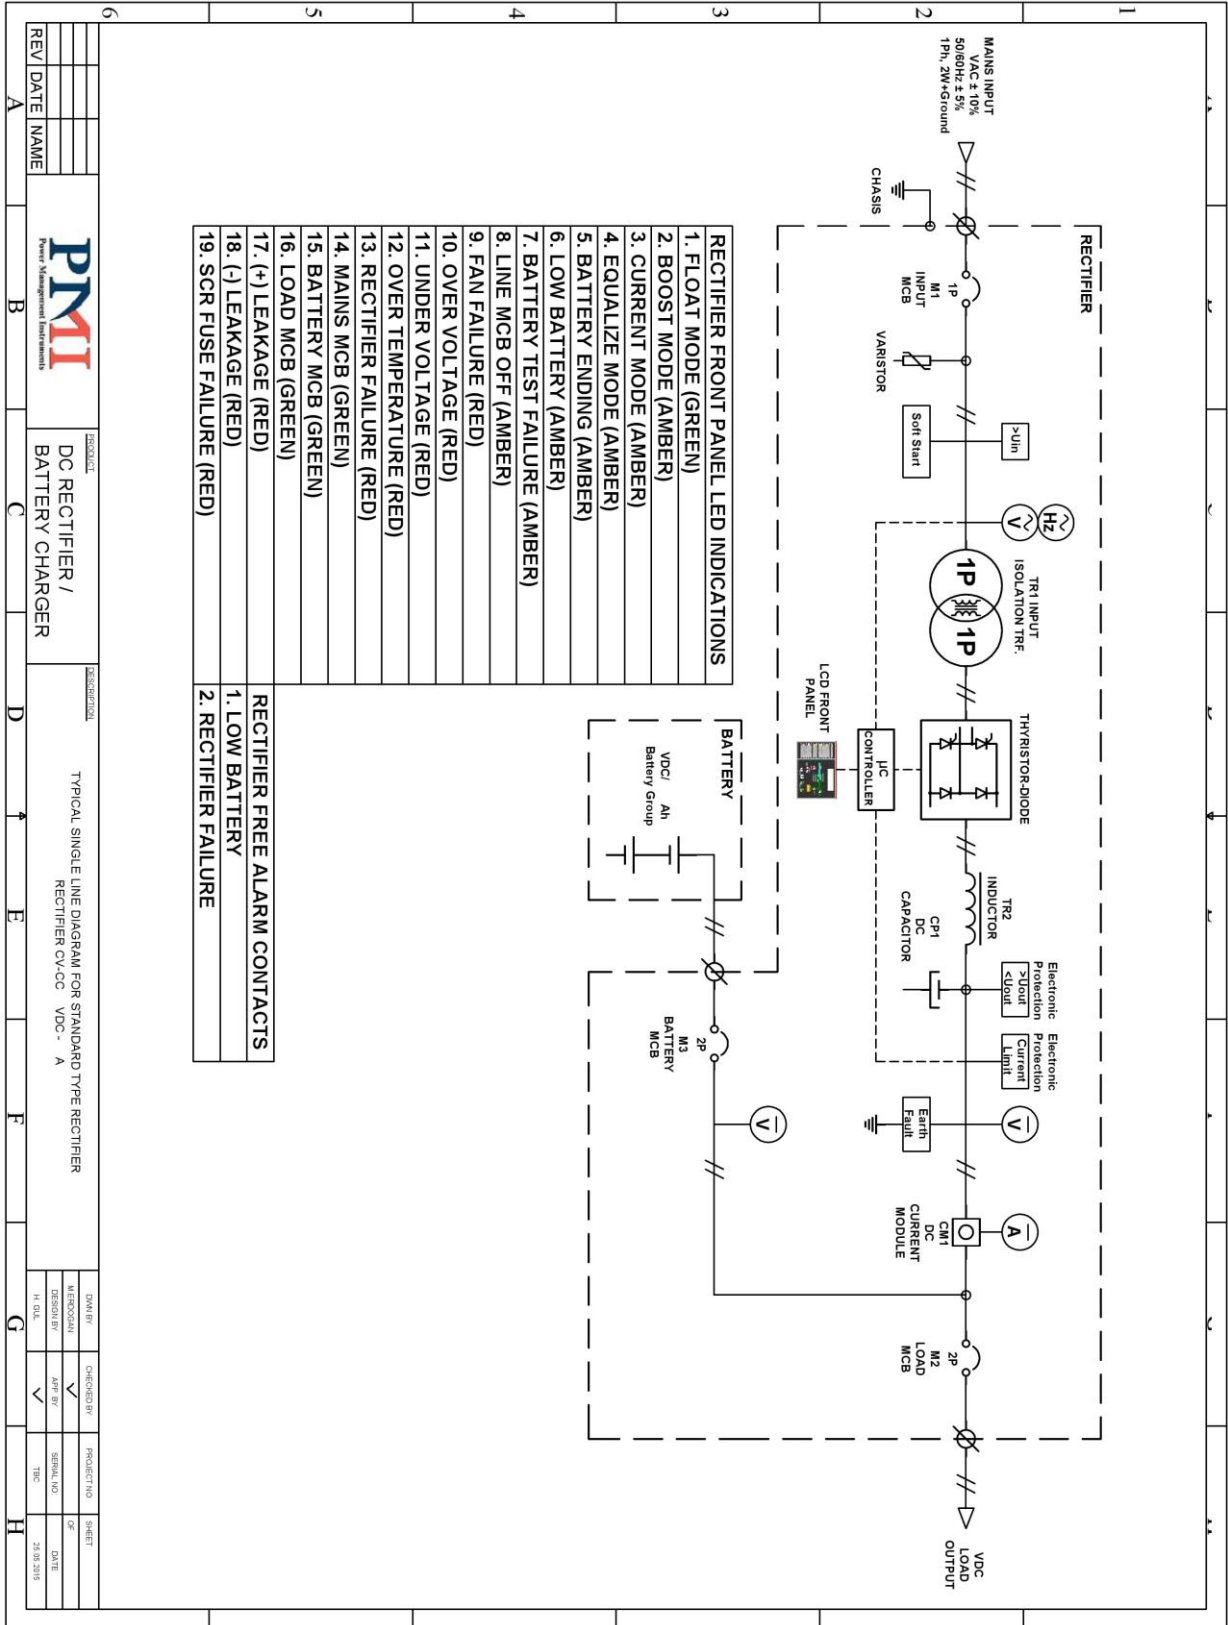 1
2
3
4
5
6
MAINS INPUT
VAC ± 10%
50/60Hz ± 5%
1Ph, 2W+Ground
CHASIS
RECTIFIER
1P
M1
INPUT
MCB
VARISTOR
>Uin
Soft Start
Hz
V
TR1 INPUT
ISOLATION TRF.
1P
1P
THYRISTOR-DIODE
µC
CONTROLLER
LCD FRONT
PANEL
TR2
INDUCTOR
CP1
DC
CAPACITOR
Electronic
Protection
>Uout
<Uout
Electronic
Protection
Current
Limit
V
Earth
Fault
A
CM1
DC
CURRENT
MODULE
2P
M2
LOAD
MCB
VDC
LOAD
OUTPUT
BATTERY
VDC/ Ah
Battery Group
2P
M3
BATTERY
MCB
V
RECTIFIER FRONT PANEL LED INDICATIONS
1. FLOAT MODE (GREEN)
2. BOOST MODE (AMBER)
3. CURRENT MODE (AMBER)
4. EQUALIZE MODE (AMBER)
5. BATTERY ENDING (AMBER)
6. LOW BATTERY (AMBER)
7. BATTERY TEST FAILURE (AMBER)
8. LINE MCB OFF (AMBER)
9. FAN FAILURE (RED)
10. OVER VOLTAGE (RED)
11. UNDER VOLTAGE (RED)
12. OVER TEMPERATURE (RED)
13. RECTIFIER FAILURE (RED)
14. MAINS MCB (GREEN)
15. BATTERY MCB (GREEN)
16. LOAD MCB (GREEN)
17. (+) LEAKAGE (RED)
18. (-) LEAKAGE (RED)
19. SCR FUSE FAILURE (RED)
RECTIFIER FREE ALARM CONTACTS
1. LOW BATTERY
2. RECTIFIER FAILURE
REV DATE NAME
PMI
Power Management Instruments
PRODUCT
DC RECTIFIER /
BATTERY CHARGER
DESCRIPTION
TYPICAL SINGLE LINE DIAGRAM FOR STANDARD TYPE RECTIFIER
RECTIFIER CV-CC VDC - A
DWN BY CHECKED BY PROJECT NO SHEET
M.ERDOGAN OF
DESIGN BY APP. BY SERIAL NO. DATE
H. GUL TBC 25.05.2015
A B C D E F G H